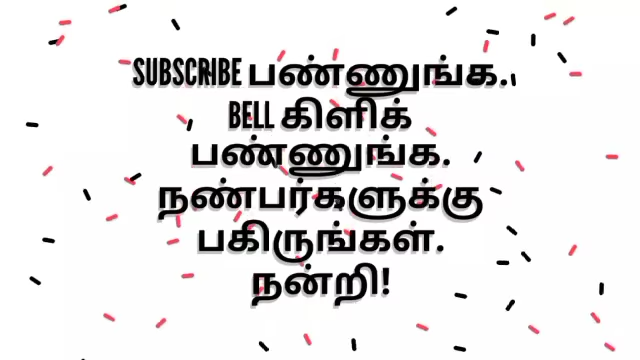 SUBSCRIBE பண்ணுங்க.
BELL கிளிக்
பண்ணுங்க.
நண்பர்களுக்கு
பகிருங்கள்.
நன்றி!